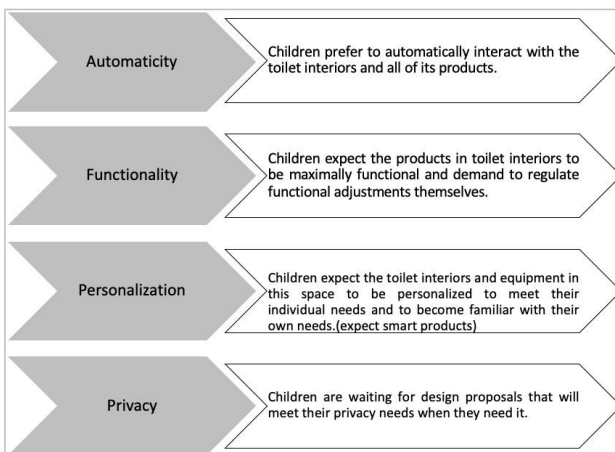 Automaticity
Children prefer to automatically interact with the
toilet interiors and all of its products.
Functionality
Children expect the products in toilet interiors to
be maximally functional and demand to regulate
functional adjustments themselves.
Personalization
Children expect the toilet interiors and equipment in
this space to be personalized to meet their
individual needs and to become familiar with their
own needs.(expect smart products)
Privacy
Children are waiting for design proposals that will
meet their privacy needs when they need it.